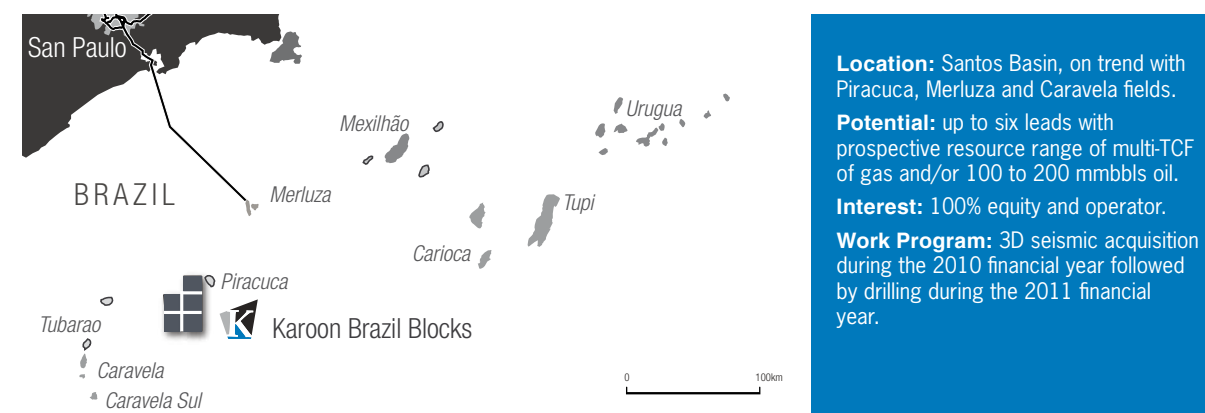 San Paulo
Urugua
Mexilhão
BRAZIL
Merluza
Tupi
Carioca
Piracuca
K
Karoon Brazil Blocks
Tubarao
Caravela
Caravela Sul
0
100km
Location: Santos Basin, on trend with
Piracuca, Merluza and Caravela fields.
Potential: up to six leads with
prospective resource range of multi-TCF
of gas and/or 100 to 200 mmbbls oil.
Interest: 100% equity and operator.
Work Program: 3D seismic acquisition
during the 2010 financial year followed
by drilling during the 2011 financial
year.